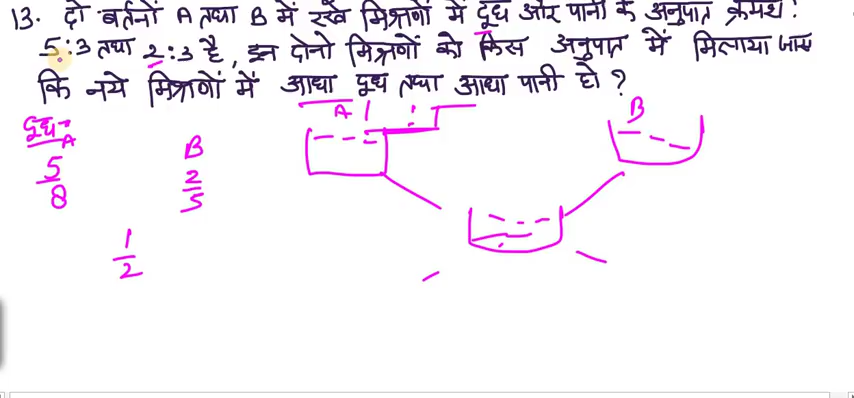 13. दो बर्तनों A तथा B में रखे मिश्रणों में दूध और पानी के अनुपात क्रमशः
5:3 तथा 2:3 है, इन दोनो मिश्रणों को किस अनुपात में मिलाया जाय
कि नये मिश्रणों में आधा दूध तथा आधा पानी हो ?
दूध→ A B A B
5/8 2/5
1/2